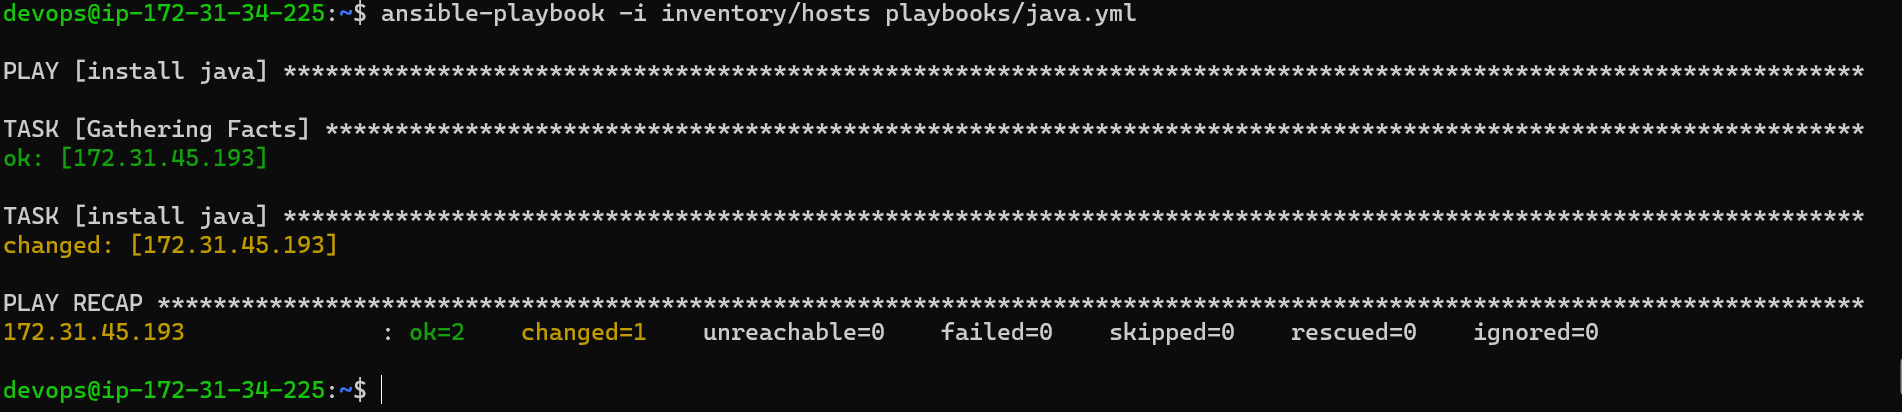 devops@ip-172-31-34-225:~$ ansible-playbook -i inventory/hosts playbooks/java.yml
PLAY [install java] *****************************************************************************************************************
TASK [Gathering Facts] **************************************************************************************************************
ok: [172.31.45.193]
TASK [install java] *****************************************************************************************************************
changed: [172.31.45.193]
PLAY RECAP **************************************************************************************************************************
172.31.45.193              : ok=2    changed=1    unreachable=0    failed=0    skipped=0    rescued=0    ignored=0
devops@ip-172-31-34-225:~$